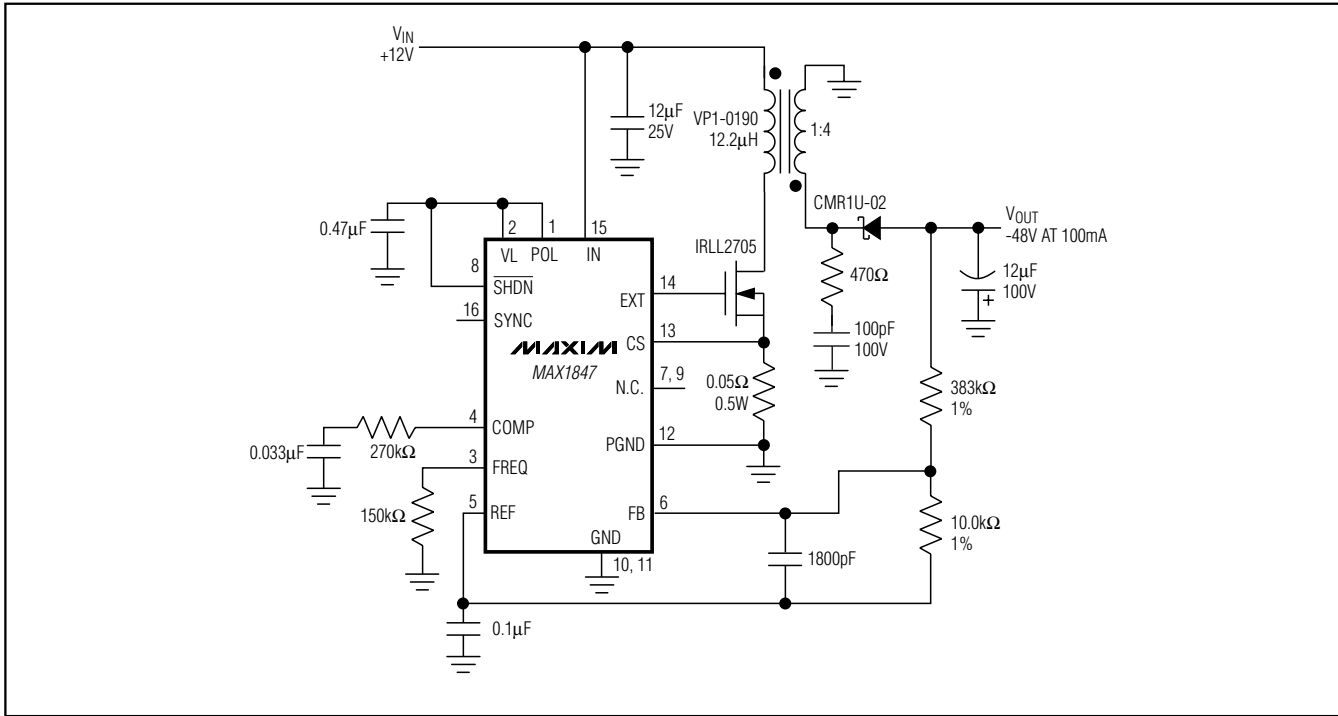 VIN
+12V
12μF
25V
VP1-0190
12.2μH
1:4
CMR1U-02
VOUT
-48V AT 100mA
0.47μF
2
1
15
VL
POL
IN
IRLL2705
470Ω
12μF
100V
+
8
SHDN
14
EXT
16
SYNC
13
CS
100pF
100V
MAXIM
MAX1847
7, 9
N.C.
0.05Ω
0.5W
383kΩ
1%
4
COMP
12
PGND
0.033μF
270kΩ
3
FREQ
5
REF
6
FB
150kΩ
10.0kΩ
1%
GND
10, 11
1800pF
0.1μF